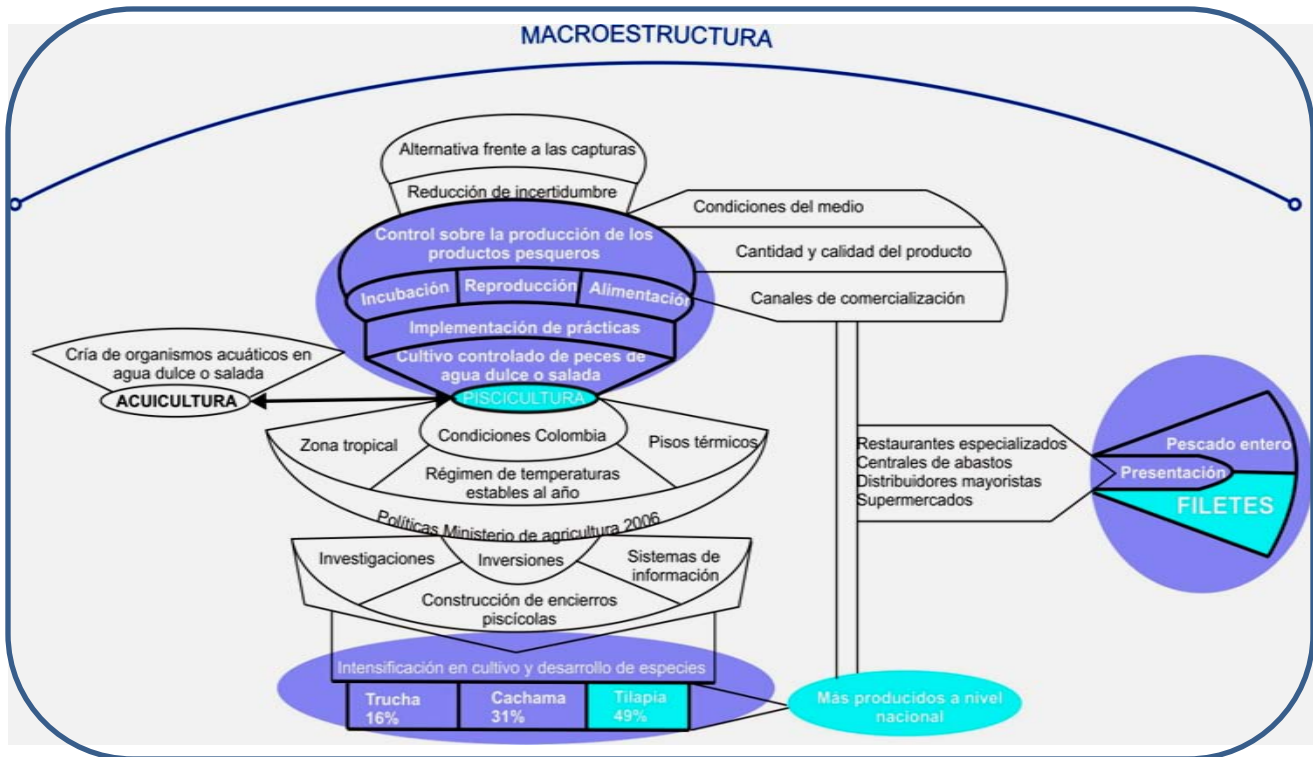 MACROESTRUCTURA
Alternativa frente a las capturas
Reducción de incertidumbre
Control sobre la producción de los
productos pesqueros
Incubación
Reproducción
Alimentación
Implementación de prácticas
Cultivo controlado de peces de
agua dulce o salada
PISCICULTURA
Condiciones del medio
Cantidad y calidad del producto
Canales de comercialización
Cría de organismos acuáticos en
agua dulce o salada
ACUICULTURA
Zona tropical
Condiciones Colombia
Pisos térmicos
Régimen de temperaturas
estables al año
Políticas Ministerio de agricultura 2006
Investigaciones
Inversiones
Sistemas de
información
Construcción de encierros
piscícolas
Intensificación en cultivo y desarrollo de especies
Trucha
16%
Cachama
31%
Tilapia
49%
Más producidos a nivel
nacional
Restaurantes especializados
Centrales de abastos
Distribuidores mayoristas
Supermercados
Pescado entero
Presentación
FILETES